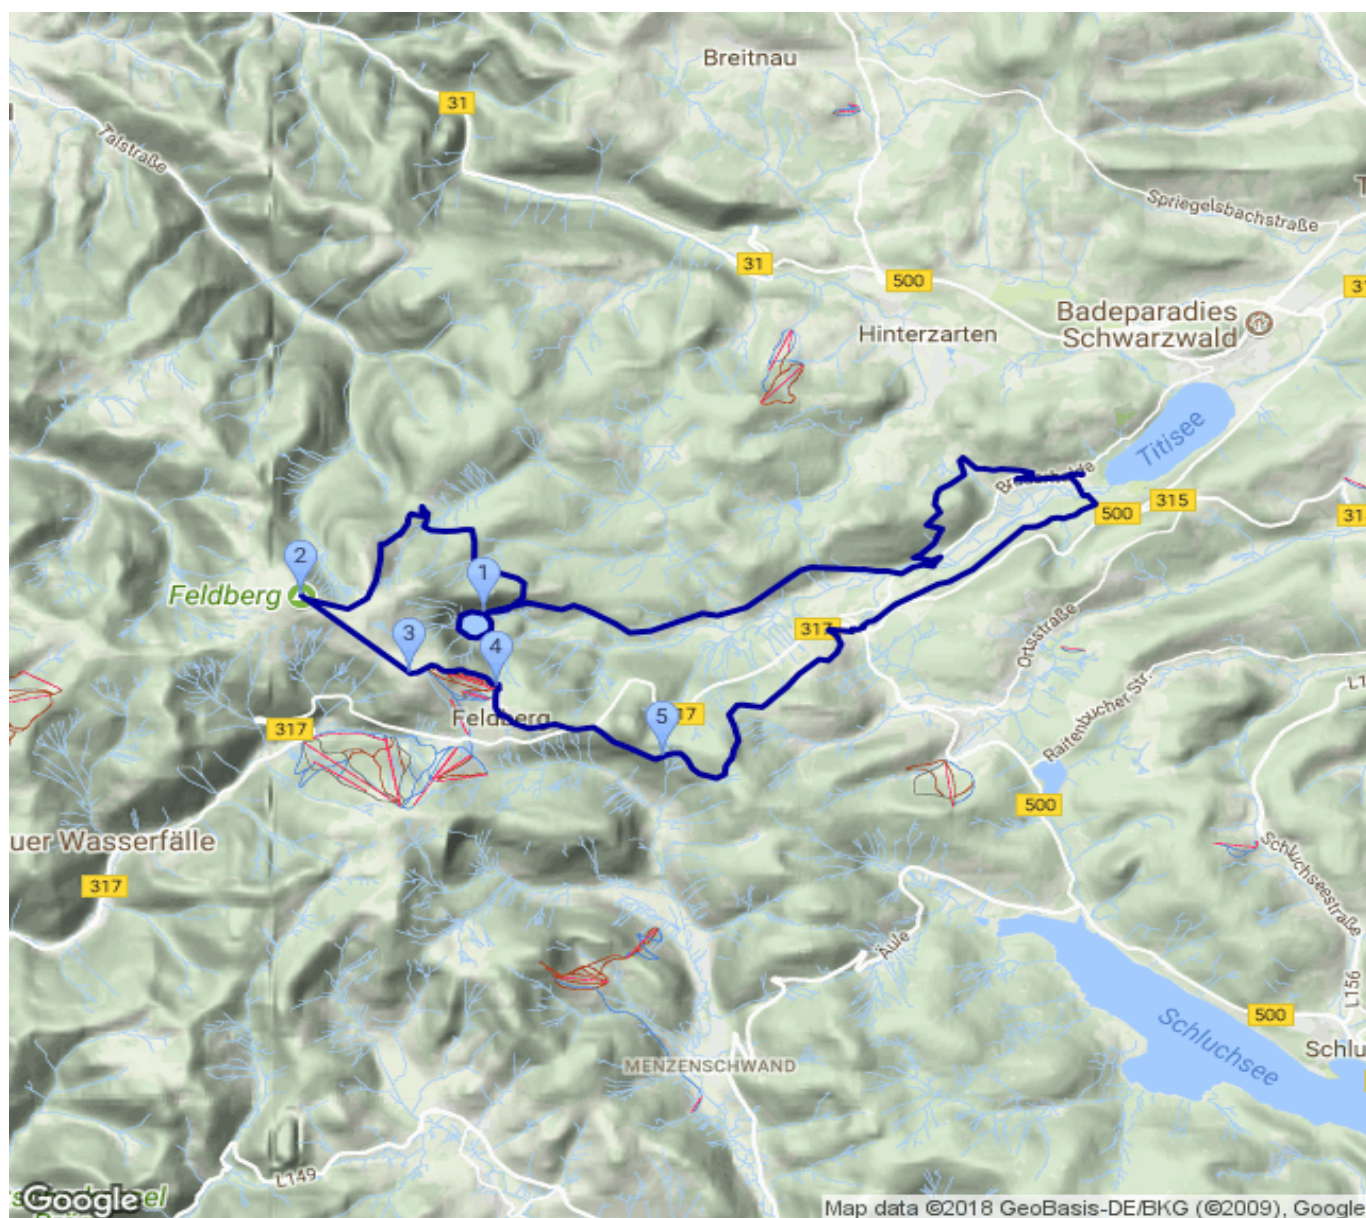 Breitnau
31
Talstraße
Spriegelsbachstraße
31
500
31
Badeparadies
Schwarzwald
Hinterzarten
Titisee
315
500
31
2
1
Feldberg
3
4
317
Ortsstraße
Feldberg
5
17
317
Raitenbucher Str.
L1
500
uer Wasserfälle
317
Schluchseestraße
Äule
L156
500
Schluchsee
Schlu
MENZENSCHWAND
L149
Google
Map data ©2018 GeoBasis-DE/BKG (©2009), Google